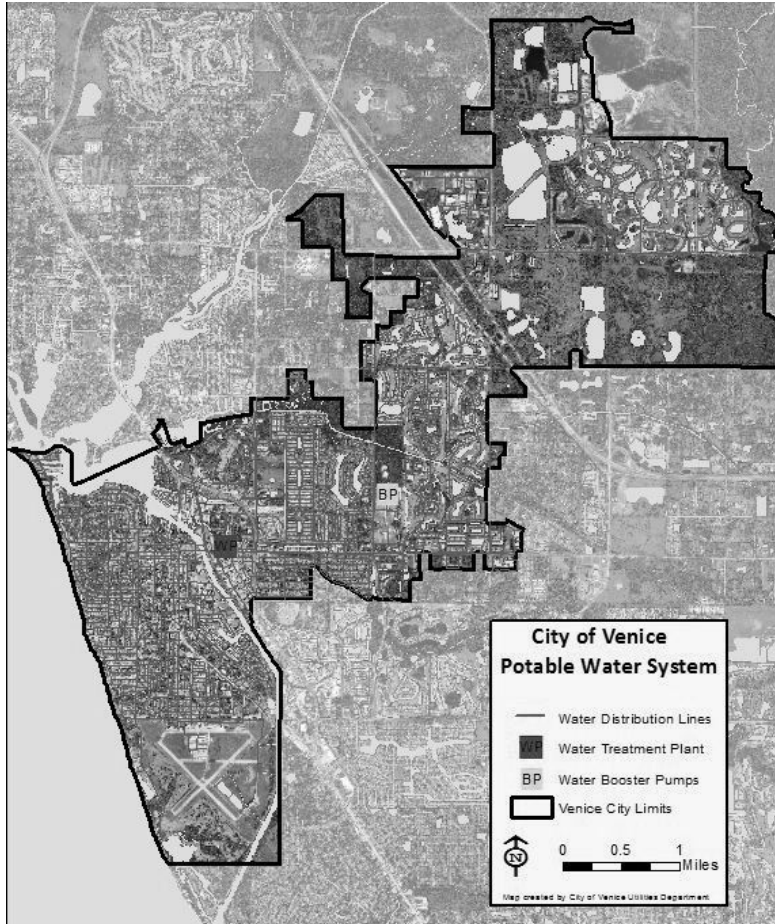 BP
WP
City of Venice
Potable Water System
Water Distribution Lines
WP Water Treatment Plant
BP Water Booster Pumps
Venice City Limits
N
0 0.5 1
Miles
Map created by City of Venice Utilities Department